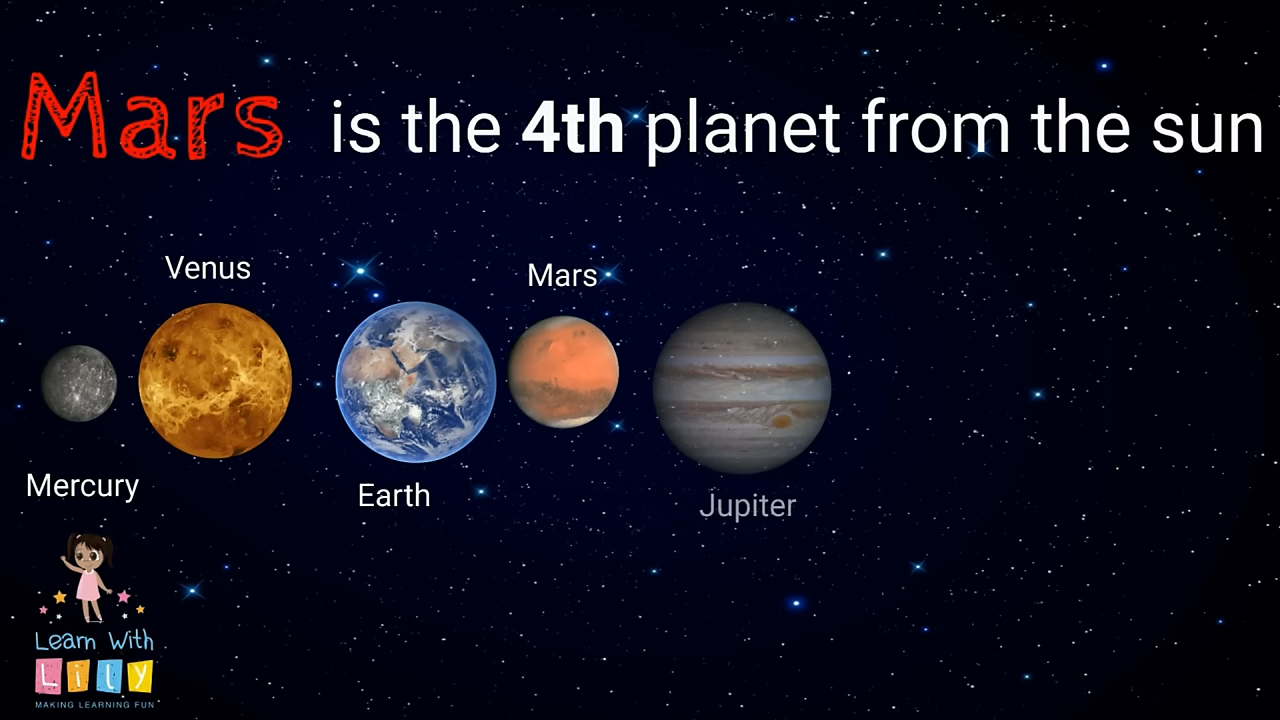 Mars is the 4th planet from the sun
Venus
Mars
Mercury
Earth
Jupiter
Learn With
Lily
MAKING LEARNING FUN